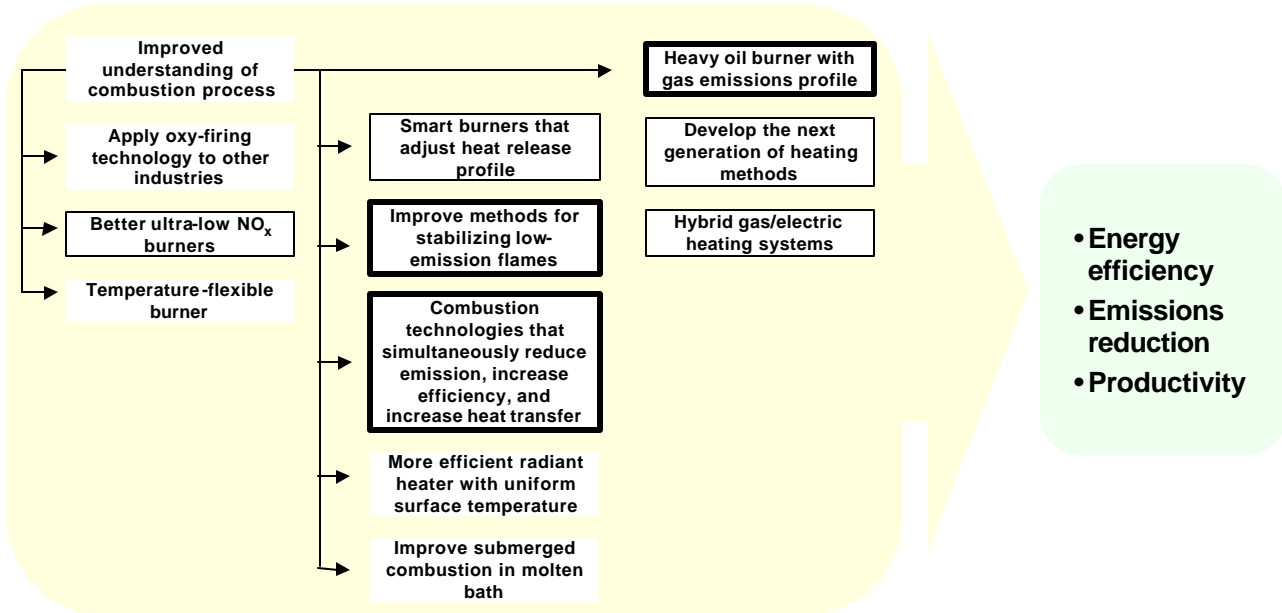 Improved
understanding of
combustion process
Apply oxy-firing
technology to other
industries
Better ultra-low NOx
burners
Temperature-flexible
burner
Smart burners that
adjust heat release
profile
Improve methods for
stabilizing low-
emission flames
Combustion
technologies that
simultaneously reduce
emission, increase
efficiency, and
increase heat transfer
More efficient radiant
heater with uniform
surface temperature
Improve submerged
combustion in molten
bath
Heavy oil burner with
gas emissions profile
Develop the next
generation of heating
methods
Hybrid gas/electric
heating systems
• Energy
efficiency
• Emissions
reduction
• Productivity